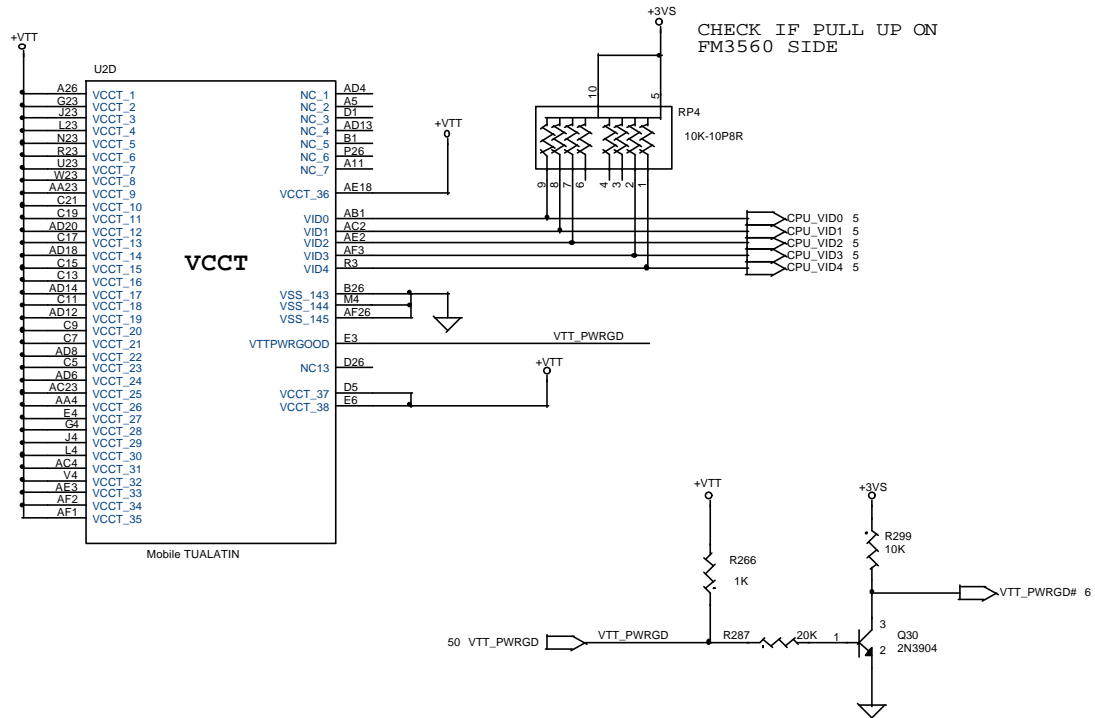 +3VS
CHECK IF PULL UP ON
FM3560 SIDE
+VTT
U2D
A26 VCCT_1 NC_1 AD4
G23 VCCT_2 NC_2 A5
J23 VCCT_3 NC_3 D1
L23 VCCT_4 NC_4 AD13
N23 VCCT_5 NC_5 B1
R23 VCCT_6 NC_6 P26
U23 VCCT_7 NC_7 A11
W23 VCCT_8
AA23 VCCT_9 VCCT_36 AE18
C21 VCCT_10
C19 VCCT_11 VID0 AB1
AD20 VCCT_12 VID1 AC2
C17 VCCT_13 VID2 AE2
AD18 VCCT_14 VID3 AF3
C15 VCCT_15 VID4 R3
C13 VCCT_16
AD14 VCCT_17 VSS_143 B26
C11 VCCT_18 VSS_144 M4
AD12 VCCT_19 VSS_145 AF26
C9 VCCT_20
C7 VCCT_21 VTTPWRGOOD E3 VTT_PWRGD
AD8 VCCT_22
C5 VCCT_23 NC13 D26
AD6 VCCT_24
AC23 VCCT_25 VCCT_37 D5
AA4 VCCT_26 VCCT_38 E6
E4 VCCT_27
G4 VCCT_28
J4 VCCT_29
L4 VCCT_30
AC4 VCCT_31
V4 VCCT_32
AE3 VCCT_33
AF2 VCCT_34
AF1 VCCT_35
VCCT
Mobile TUALATIN
+VTT
+VTT
10 5
RP4
10K-10P8R
9 8 7 6 4 3 2 1
CPU_VID0 5
CPU_VID1 5
CPU_VID2 5
CPU_VID3 5
CPU_VID4 5
+VTT
+3VS
R266
1K
R299
10K
VTT_PWRGD# 6
50 VTT_PWRGD VTT_PWRGD R287 20K 1
3
2
Q30
2N3904